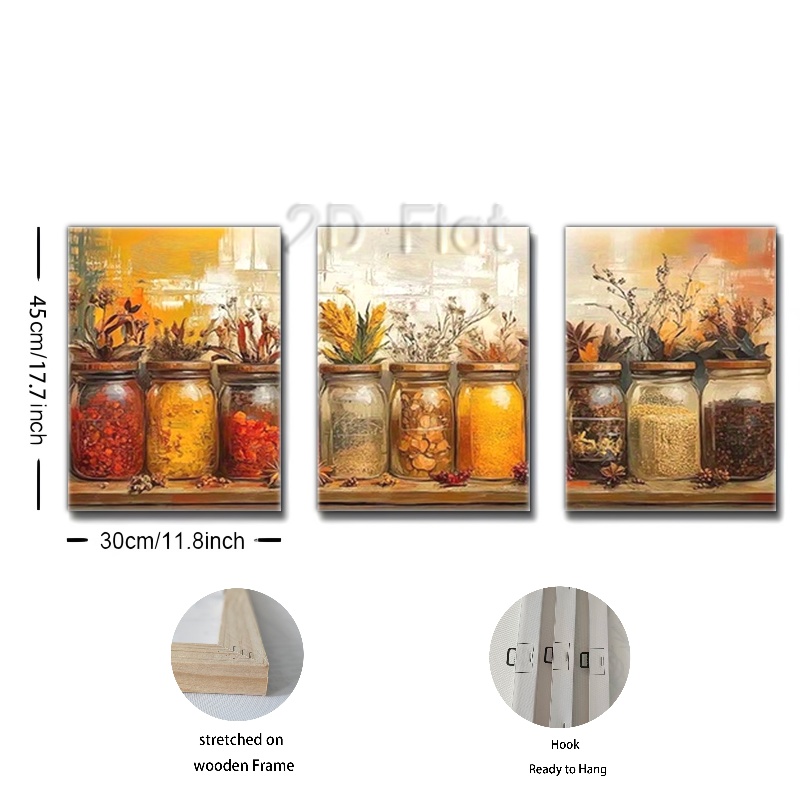 2D Flat
45cm/17.7inch
30cm/11.8inch
stretched on
wooden Frame
Hook
Ready to Hang